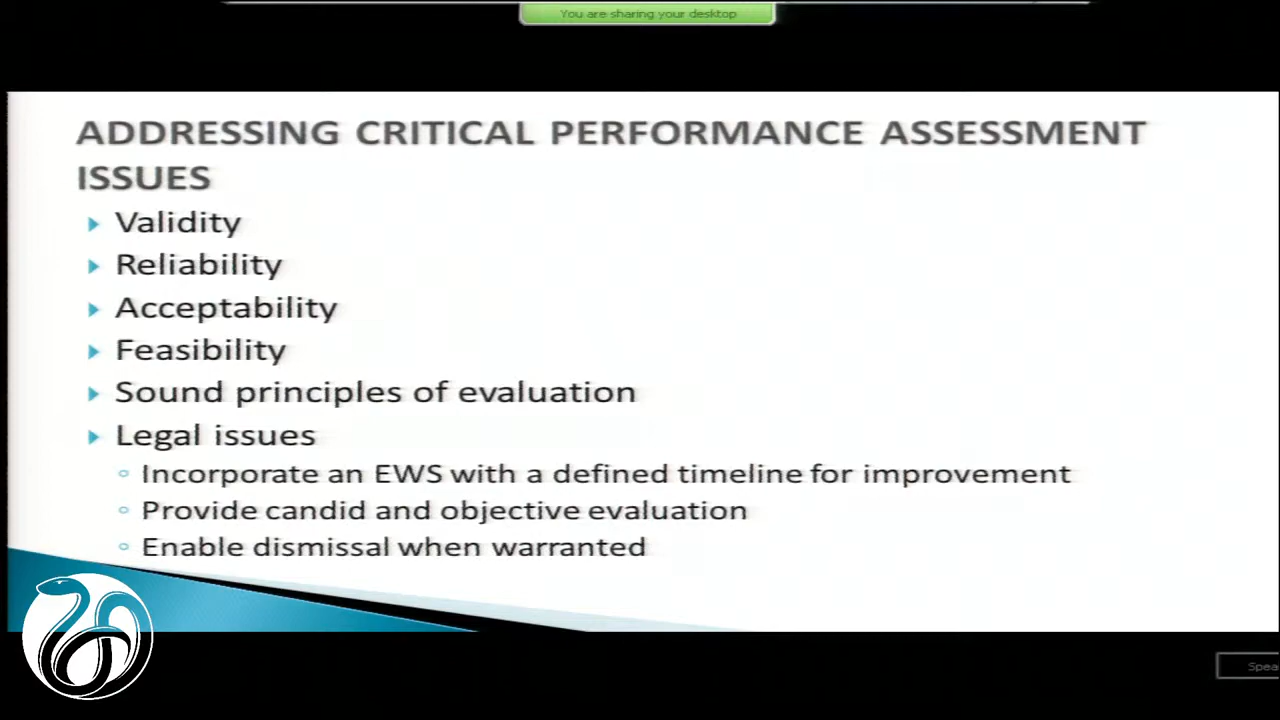 You are sharing your desktop
ADDRESSING CRITICAL PERFORMANCE ASSESSMENT
ISSUES
Validity
Reliability
Acceptability
Feasibility
Sound principles of evaluation
Legal issues
Incorporate an EWS with a defined timeline for improvement
Provide candid and objective evaluation
Enable dismissal when warranted